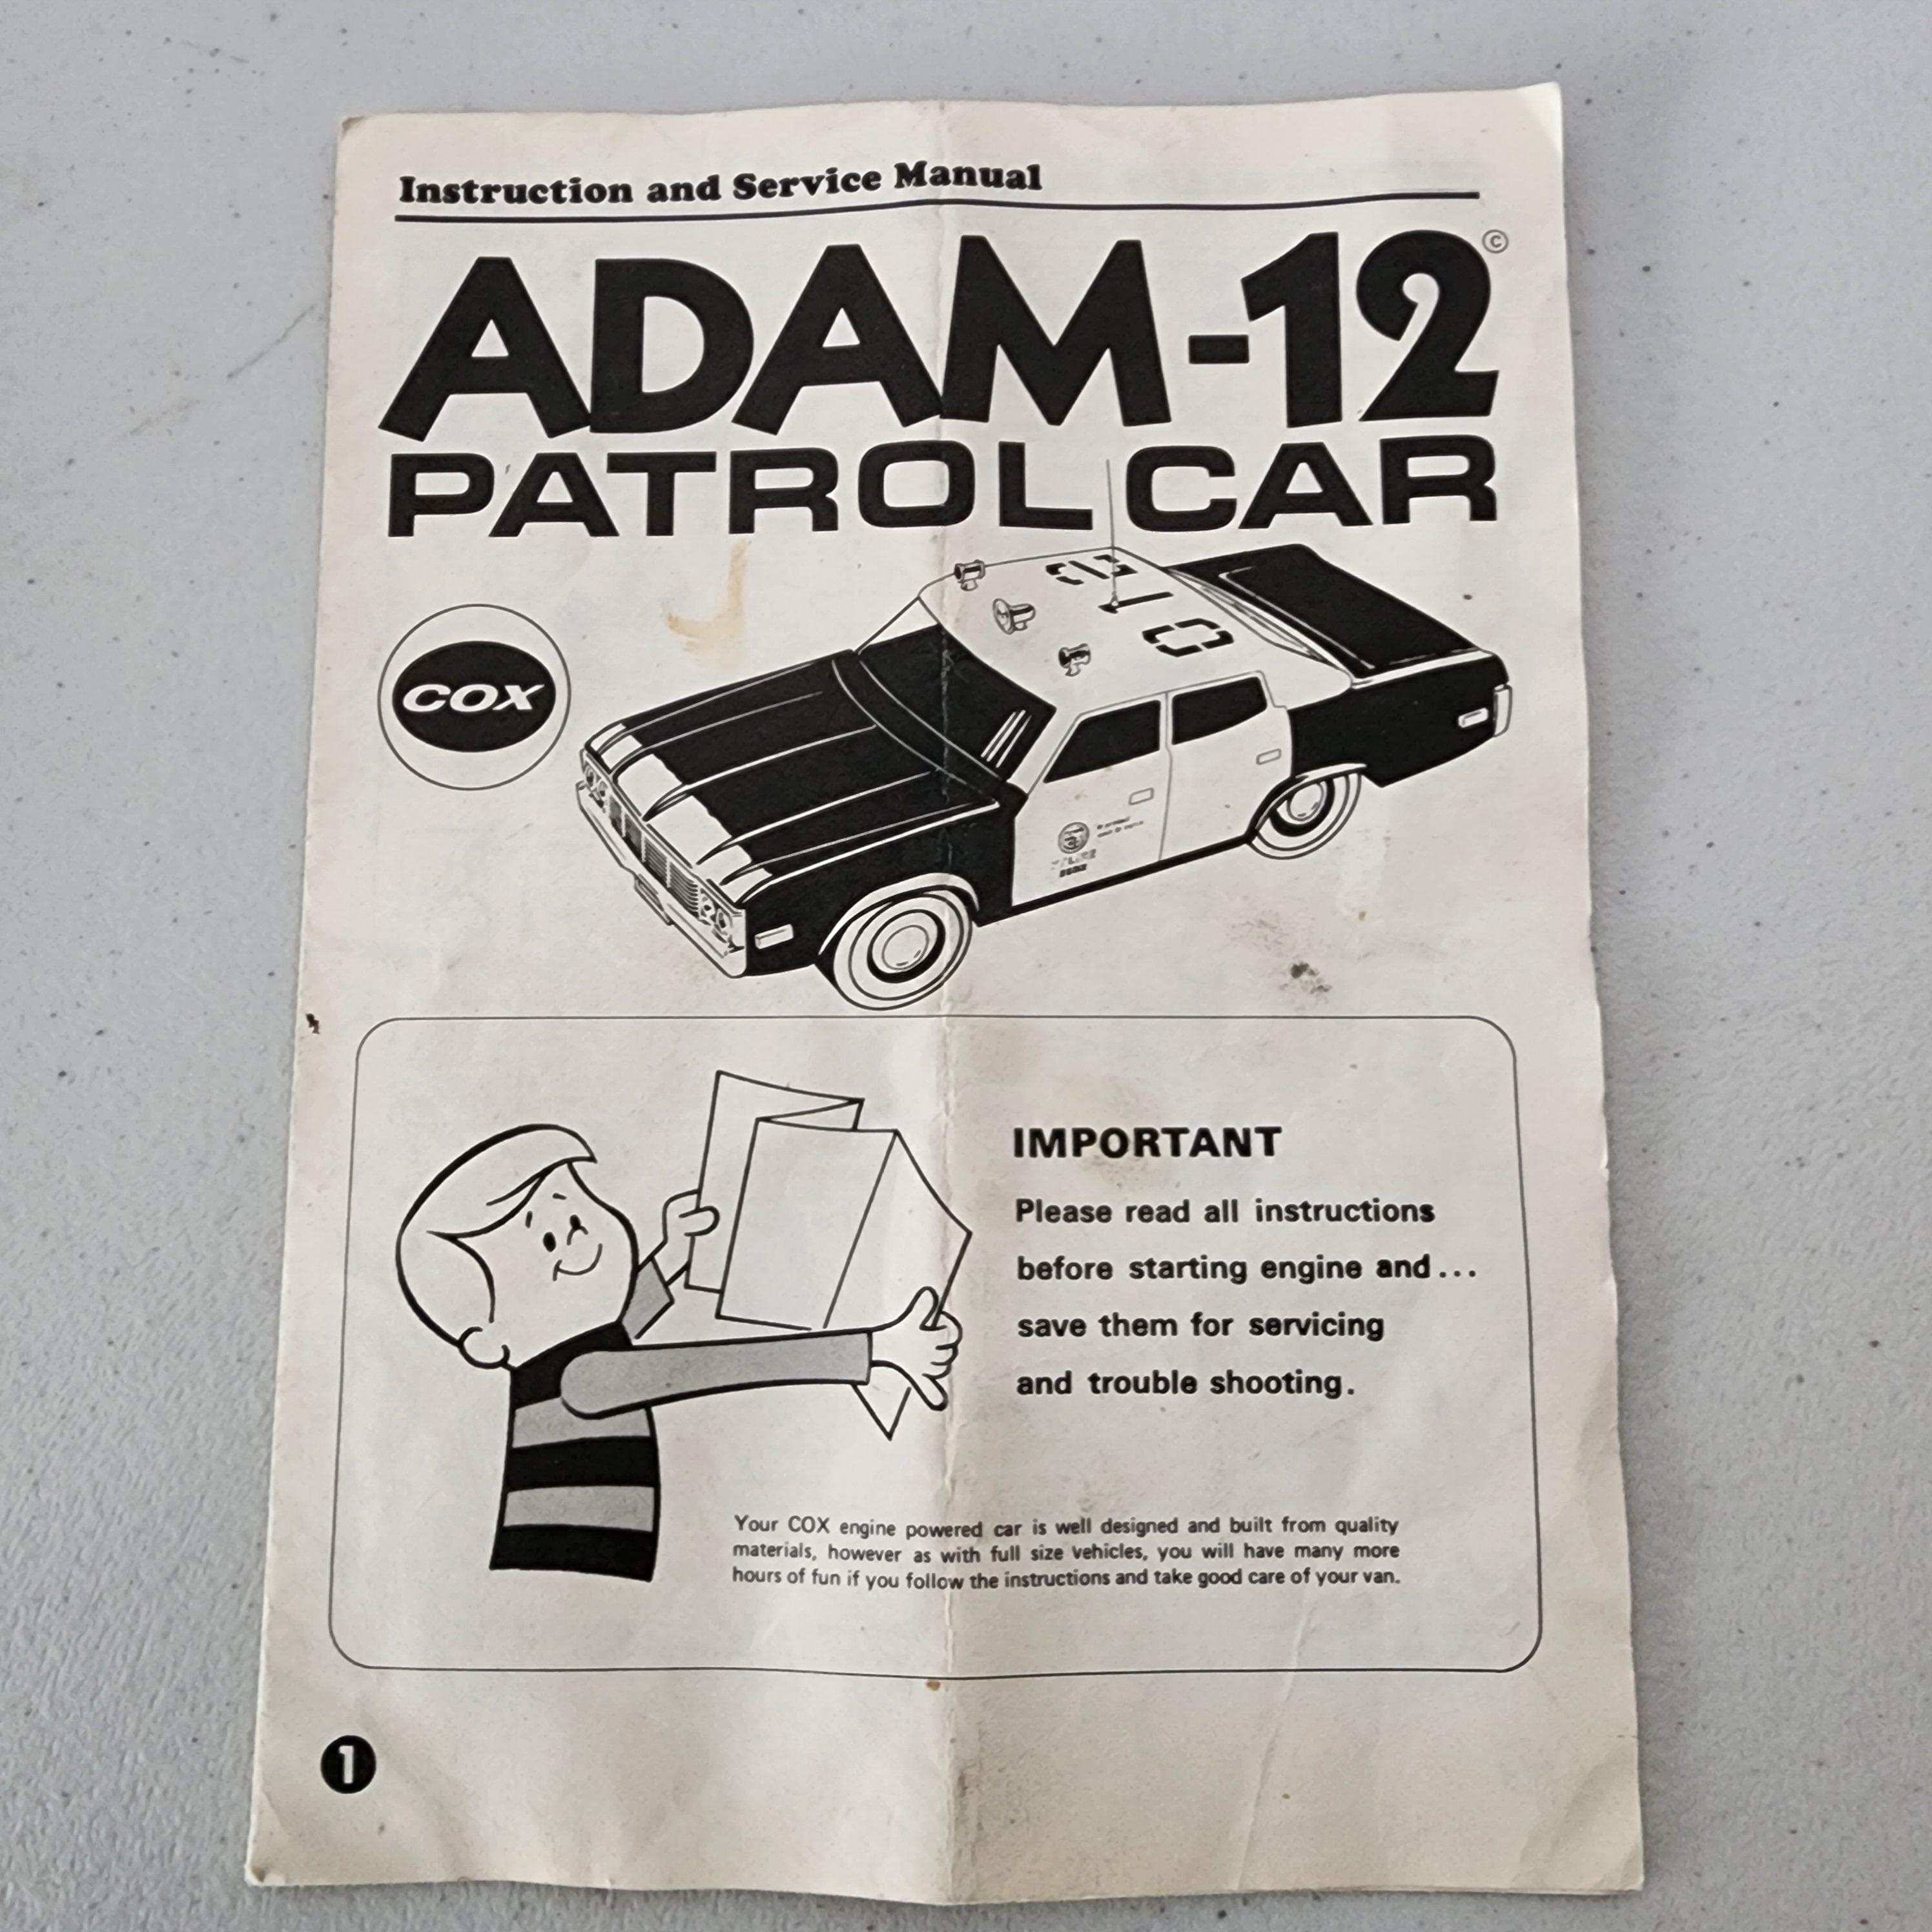 Instruction and Service Manual
ADAM-12 ©
PATROL CAR
COX
IMPORTANT
Please read all instructions
before starting engine and...
save them for servicing
and trouble shooting.
Your COX engine powered car is well designed and built from quality
materials, however as with full size vehicles, you will have many more
hours of fun if you follow the instructions and take good care of your van.
1